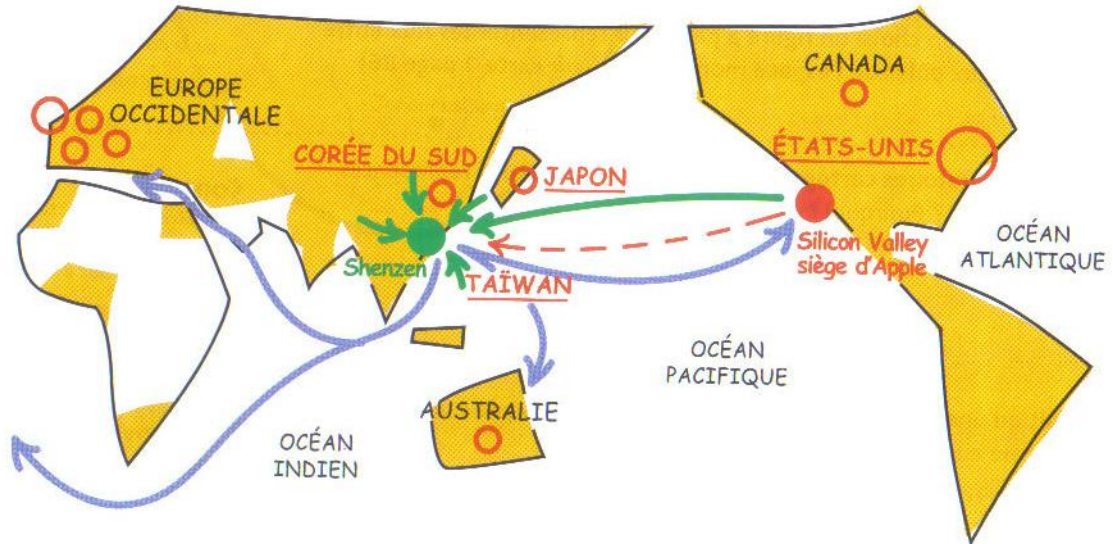 EUROPE
OCCIDENTALE
CORÉE DU SUD
JAPON
Shenzen
TAÏWAN
AUSTRALIE
OCÉAN
INDIEN
OCÉAN
PACIFIQUE
CANADA
ÉTATS-UNIS
Silicon Valley
siège d'Apple
OCÉAN
ATLANTIQUE